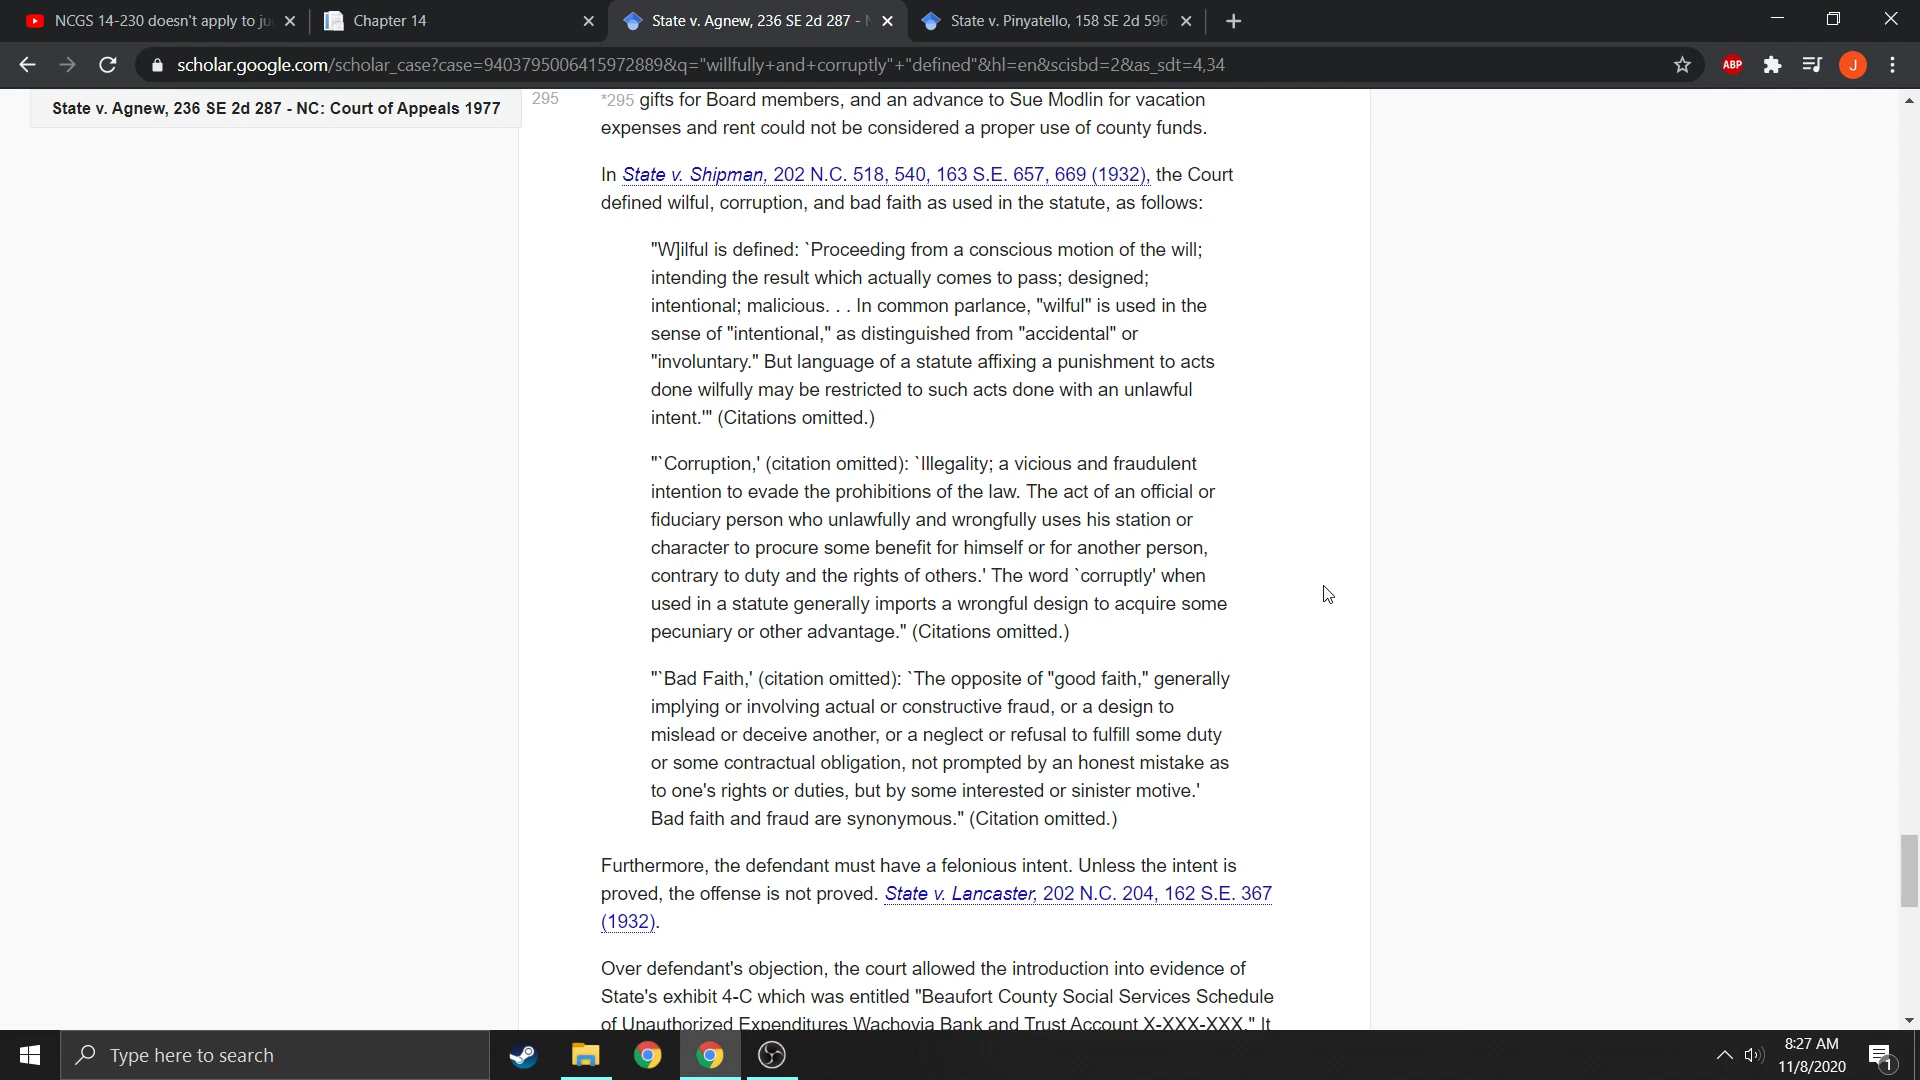 NCGS 14-230 doesn't apply to ju
Chapter 14
State v. Agnew, 236 SE 2d 287 - N
State v. Pinyatello, 158 SE 2d 596
scholar.google.com/scholar_case?case=9403795006415972889&q="willfully+and+corruptly"+"defined"&hl=en&scisbd=2&as_sdt=4,34
ABP
J
State v. Agnew, 236 SE 2d 287 - NC: Court of Appeals 1977
295
*295 gifts for Board members, and an advance to Sue Modlin for vacation
expenses and rent could not be considered a proper use of county funds.
In State v. Shipman, 202 N.C. 518, 540, 163 S.E. 657, 669 (1932), the Court
defined wilful, corruption, and bad faith as used in the statute, as follows:
"W]ilful is defined: `Proceeding from a conscious motion of the will;
intending the result which actually comes to pass; designed;
intentional; malicious. . . In common parlance, "wilful" is used in the
sense of "intentional," as distinguished from "accidental" or
"involuntary." But language of a statute affixing a punishment to acts
done wilfully may be restricted to such acts done with an unlawful
intent.'" (Citations omitted.)
"`Corruption,' (citation omitted): `Illegality; a vicious and fraudulent
intention to evade the prohibitions of the law. The act of an official or
fiduciary person who unlawfully and wrongfully uses his station or
character to procure some benefit for himself or for another person,
contrary to duty and the rights of others.' The word `corruptly' when
used in a statute generally imports a wrongful design to acquire some
pecuniary or other advantage." (Citations omitted.)
"`Bad Faith,' (citation omitted): `The opposite of "good faith," generally
implying or involving actual or constructive fraud, or a design to
mislead or deceive another, or a neglect or refusal to fulfill some duty
or some contractual obligation, not prompted by an honest mistake as
to one's rights or duties, but by some interested or sinister motive.'
Bad faith and fraud are synonymous." (Citation omitted.)
Furthermore, the defendant must have a felonious intent. Unless the intent is
proved, the offense is not proved. State v. Lancaster, 202 N.C. 204, 162 S.E. 367
(1932).
Over defendant's objection, the court allowed the introduction into evidence of
State's exhibit 4-C which was entitled "Beaufort County Social Services Schedule
of Unauthorized Expenditures Wachovia Bank and Trust Account X-XXX-XXX." It
Type here to search
8:27 AM
11/8/2020
1